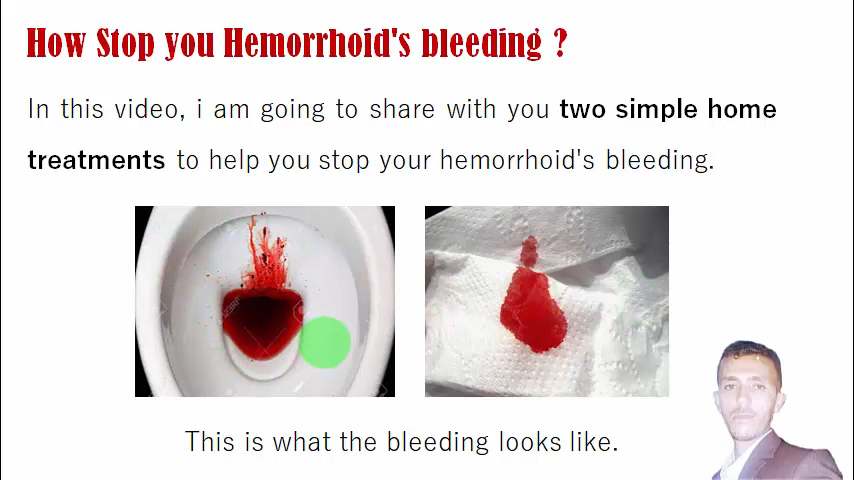 How Stop you Hemorrhoid's bleeding ?
In this video, i am going to share with you two simple home
treatments to help you stop your hemorrhoid's bleeding.
123RF
This is what the bleeding looks like.